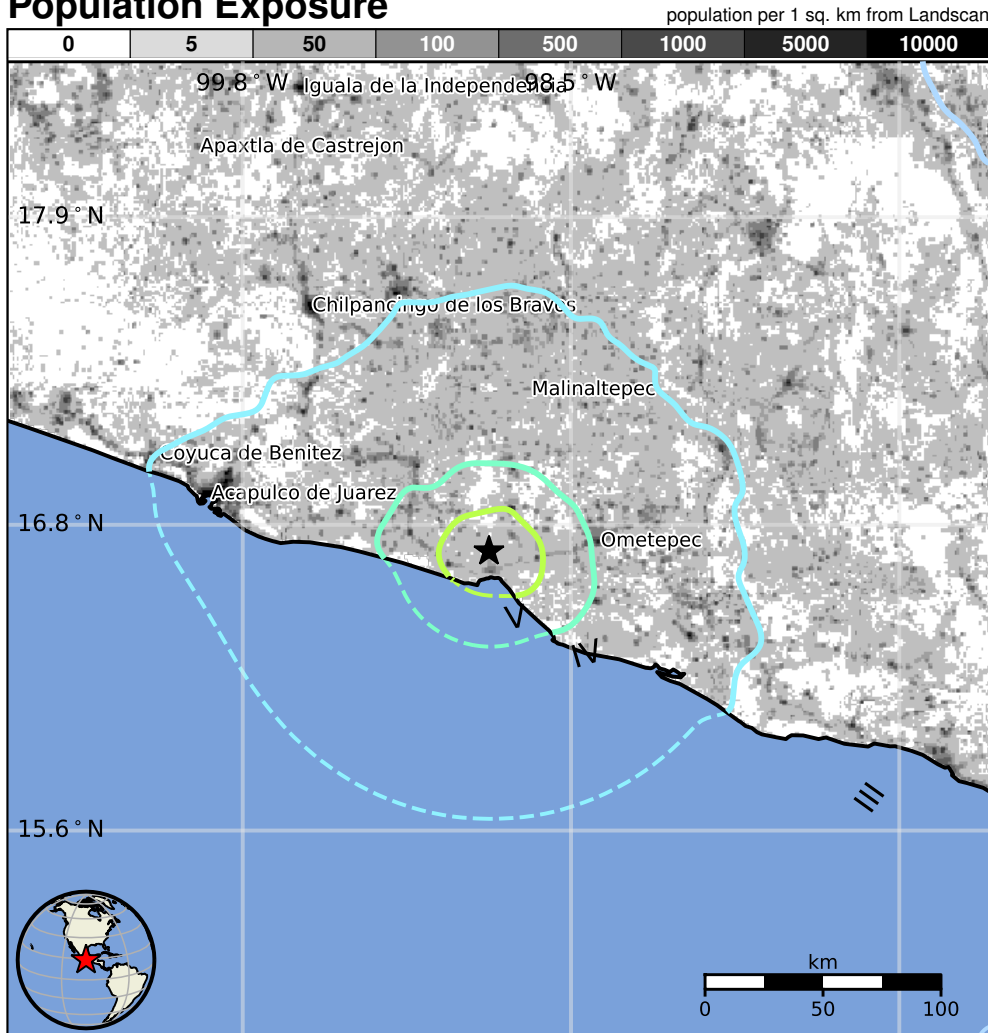 Population Exposure
population per 1 sq. km from Landscan
0 5 50 100 500 1000 5000 10000
99.8°W 98.5°W
Iguala de la Independencia
Apaxtla de Castrejon
17.9°N
Chilpancingo de los Bravos
Malinaltepec
Coyuca de Benitez
Acapulco de Juarez
16.8°N
Ometepec
V
IV
III
15.6°N
km
0 50 100